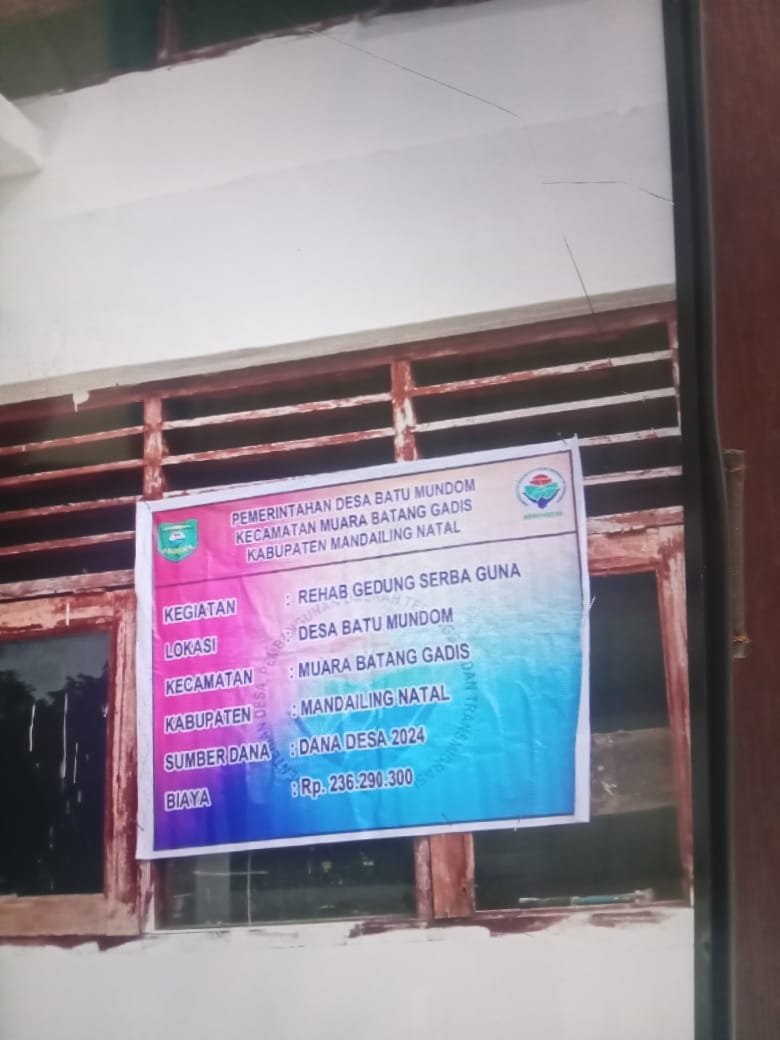 PEMERINTAHAN DESA BATU MUNDOM
KECAMATAN MUARA BATANG GADIS
KABUPATEN MANDAILING NATAL
KEGIATAN : REHAB GEDUNG SERBA GUNA
LOKASI : DESA BATU MUNDOM
KECAMATAN : MUARA BATANG GADIS
KABUPATEN : MANDAILING NATAL
SUMBER DANA : DANA DESA 2024
BIAYA : Rp. 236.290.300